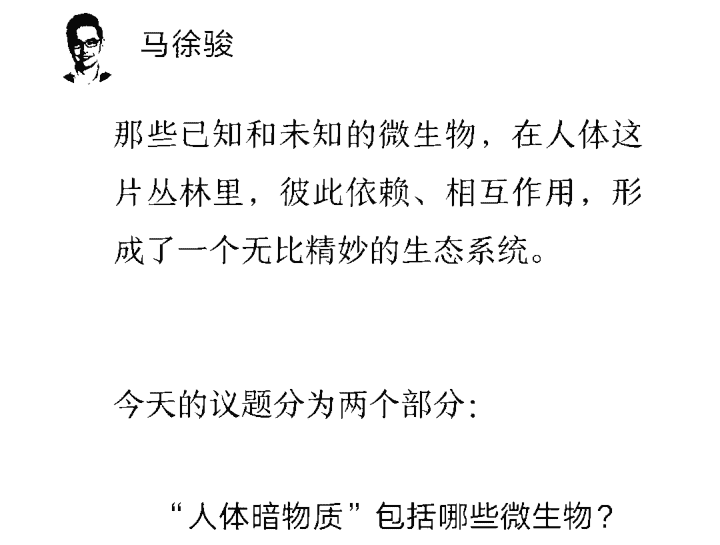 马徐骏
那些已知和未知的微生物，在人体这
片丛林里，彼此依赖、相互作用，形
成了一个无比精妙的生态系统。
今天的议题分为两个部分：
“人体暗物质”包括哪些微生物？